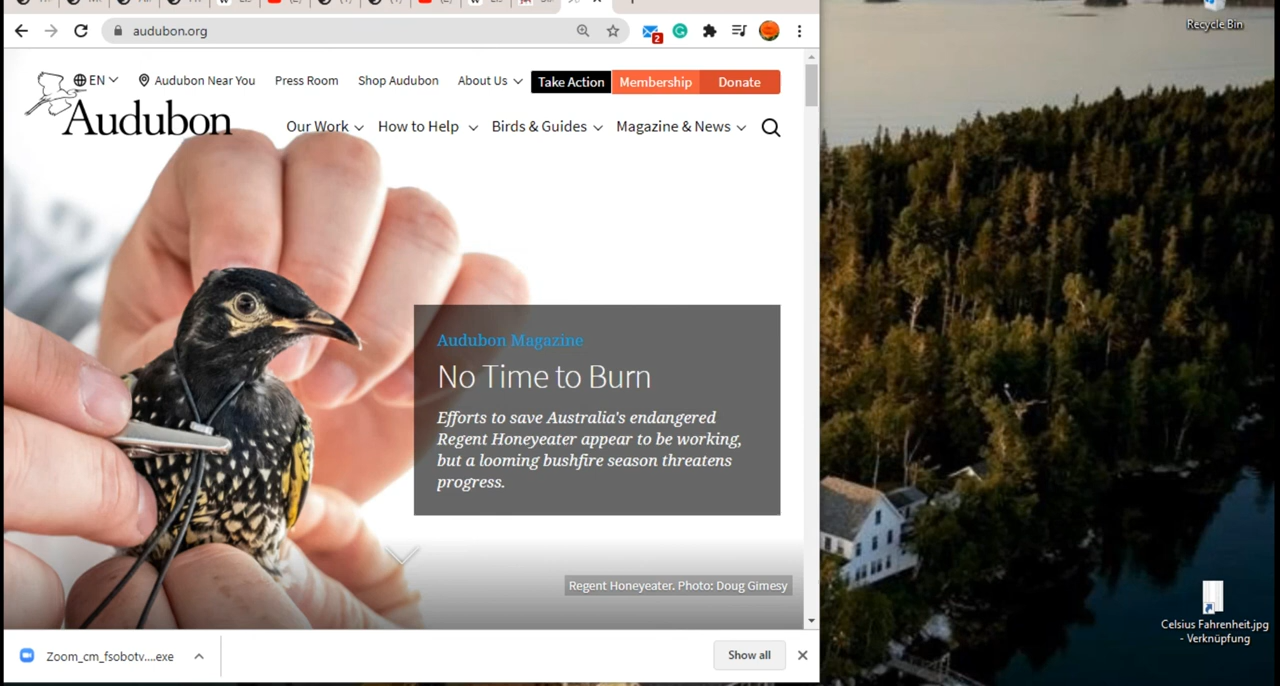 audubon.org
2
EN
Audubon Near You
Press Room
Shop Audubon
About Us
Take Action
Membership
Donate
Audubon
Our Work
How to Help
Birds & Guides
Magazine & News
Audubon Magazine
No Time to Burn
Efforts to save Australia's endangered
Regent Honeyeater appear to be working,
but a looming bushfire season threatens
progress.
Regent Honeyeater. Photo: Doug Gimesy
Zoom_cm_fsobotv....exe
Show all
Recycle Bin
Celsius Fahrenheit.jpg
- Verknüpfung